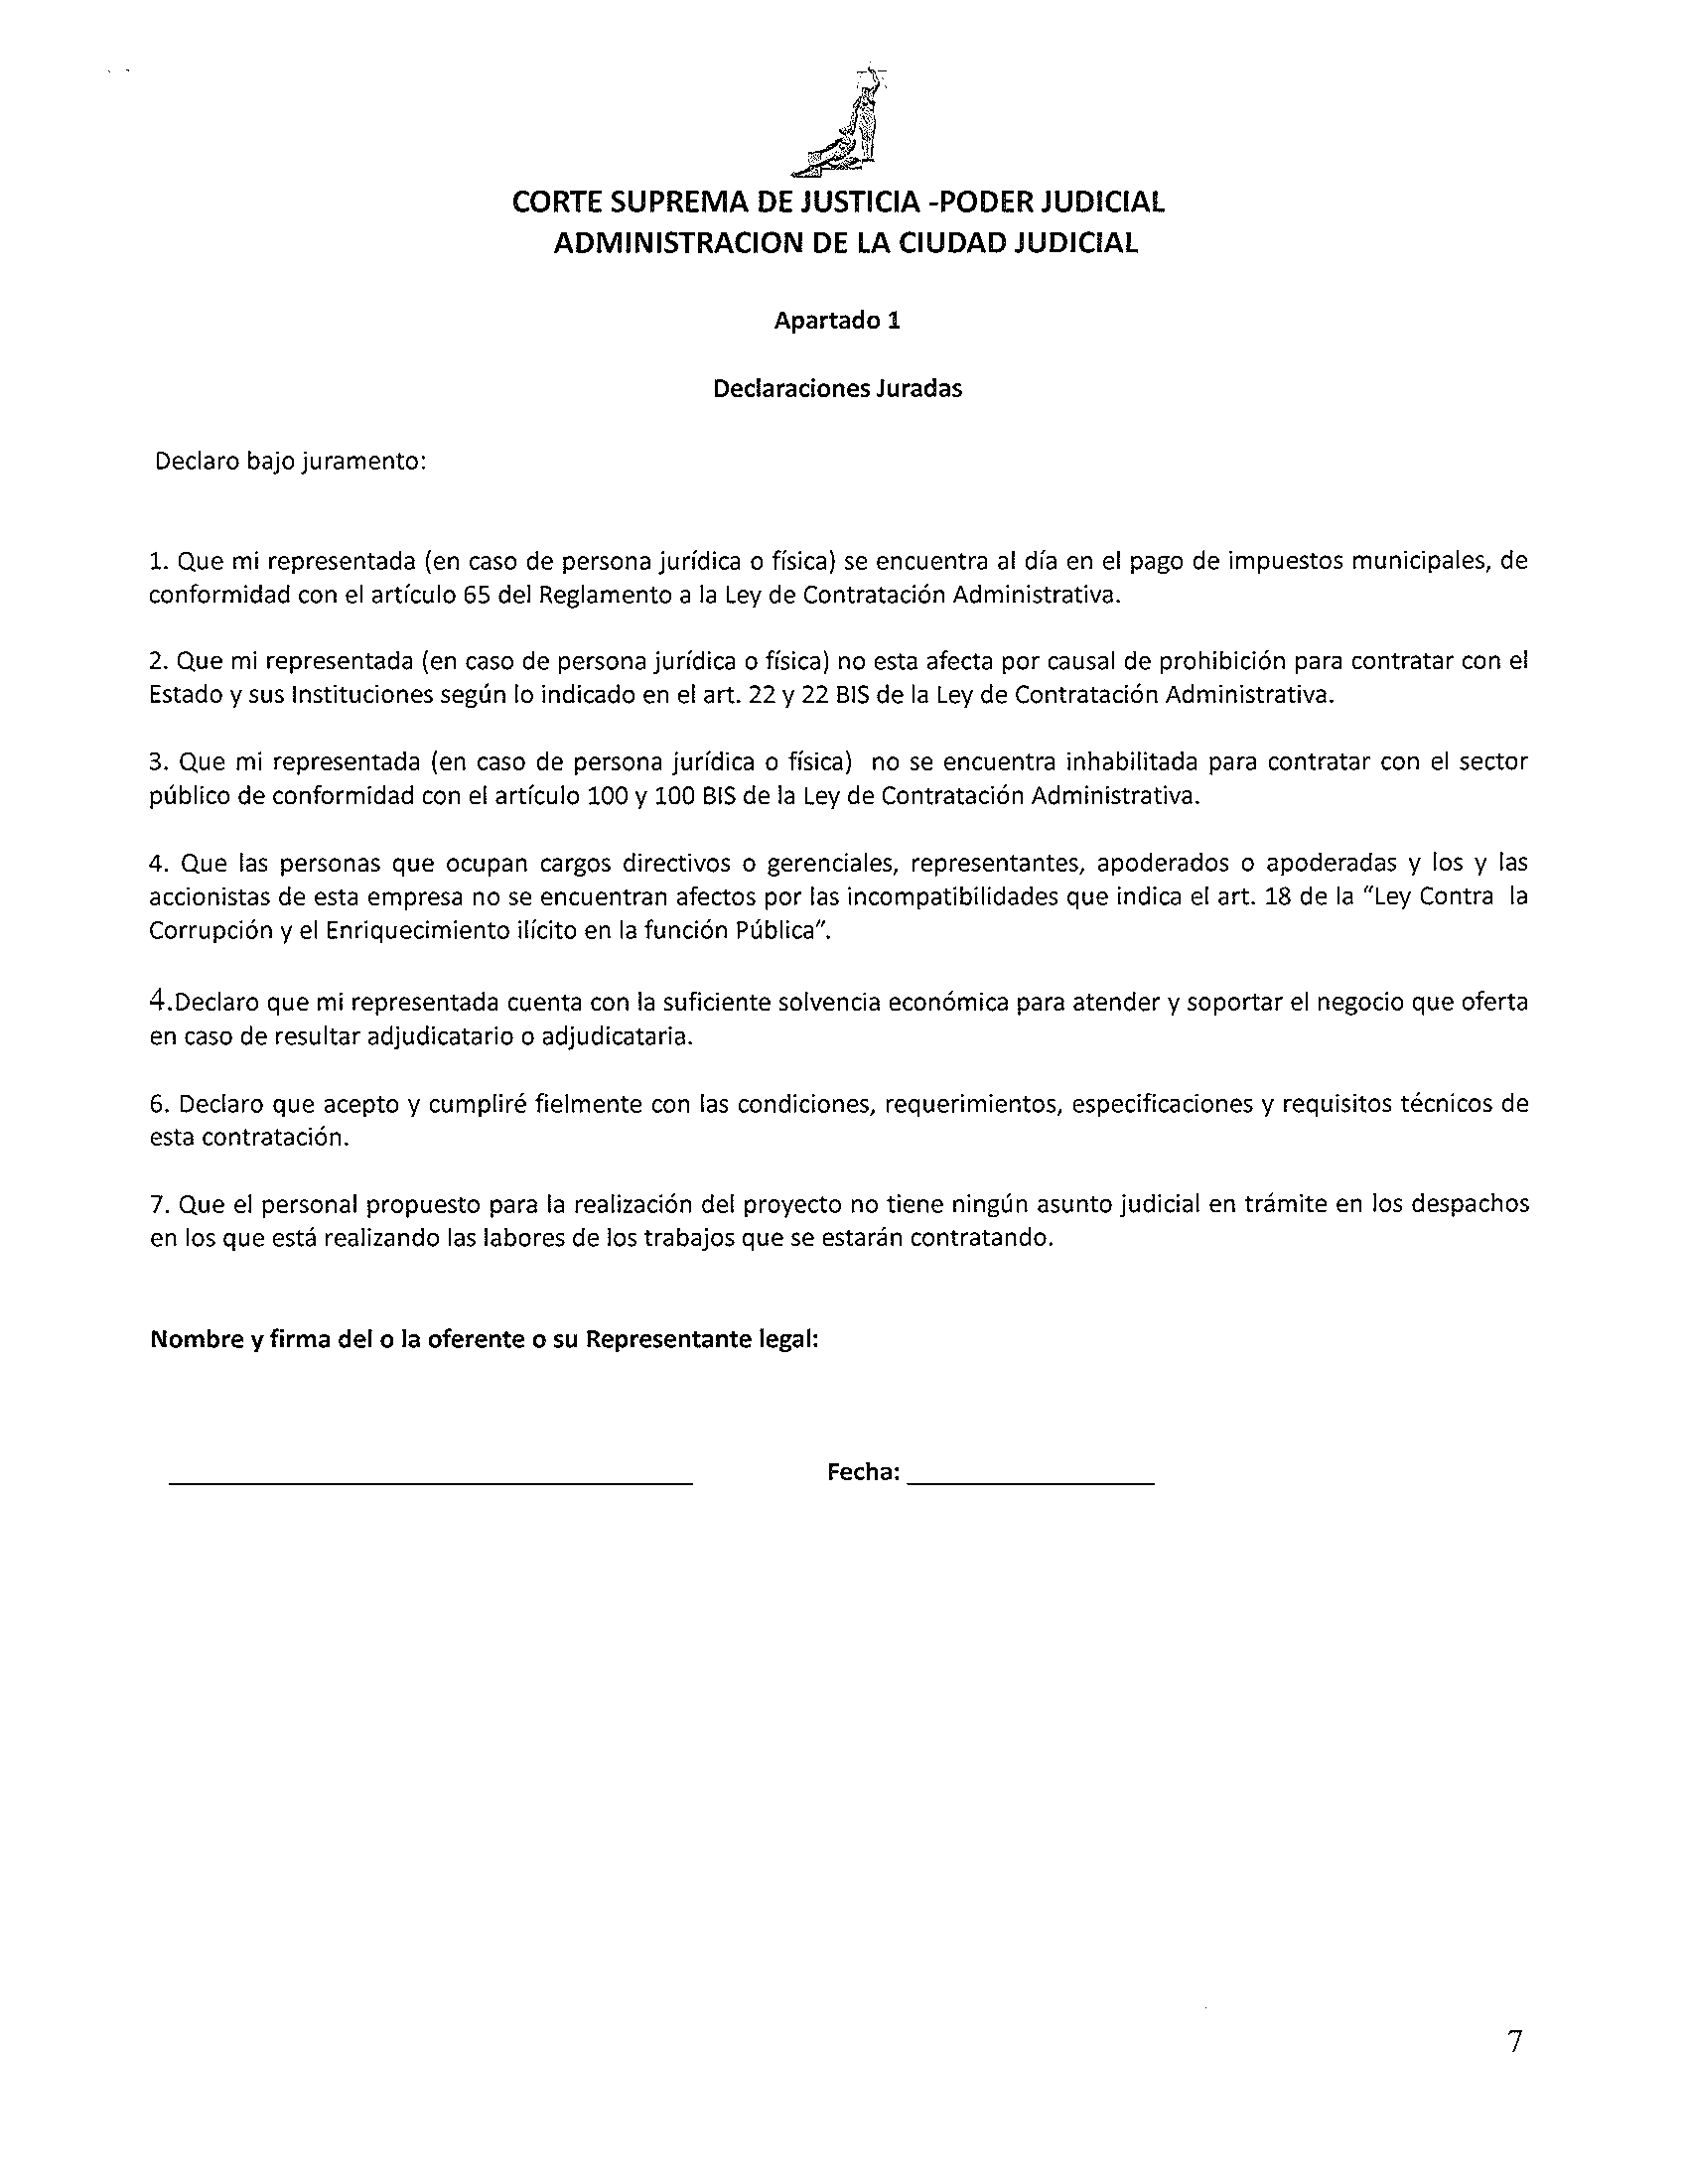 CORTE SUPREMA DE JUSTICIA -PODER JUDICIAL
ADMINISTRACION DE LA CIUDAD JUDICIAL
Apartado 1
Declaraciones Juradas
Declaro bajo juramento:
1. Que mi representada (en caso de persona jurídica o física) se encuentra al día en el pago de impuestos municipales, de
conformidad con el artículo 65 del Reglamento a la Ley de Contratación Administrativa.
2. Que mi representada (en caso de persona jurídica o física) no esta afecta por causal de prohibición para contratar con el
Estado y sus Instituciones según lo indicado en el art. 22 y 22 BIS de la Ley de Contratación Administrativa.
3. Que mi representada (en caso de persona jurídica o física) no se encuentra inhabilitada para contratar con el sector
público de conformidad con el artículo 100 y 100 BIS de la Ley de Contratación Administrativa.
4. Que las personas que ocupan cargos directivos o gerenciales, representantes, apoderados o apoderadas y los y las
accionistas de esta empresa no se encuentran afectos por las incompatibilidades que indica el art. 18 de la "Ley Contra la
Corrupción y el Enriquecimiento ilícito en la función Pública".
4.Declaro que mi representada cuenta con la suficiente solvencia económica para atender y soportar el negocio que oferta
en caso de resultar adjudicatario o adjudicataria.
6. Declaro que acepto y cumpliré fielmente con las condiciones, requerimientos, especificaciones y requisitos técnicos de
esta contratación.
7. Que el personal propuesto para la realización del proyecto no tiene ningún asunto judicial en trámite en los despachos
en los que está realizando las labores de los trabajos que se estarán contratando.
Nombre y firma del o la oferente o su Representante legal:
Fecha:
7